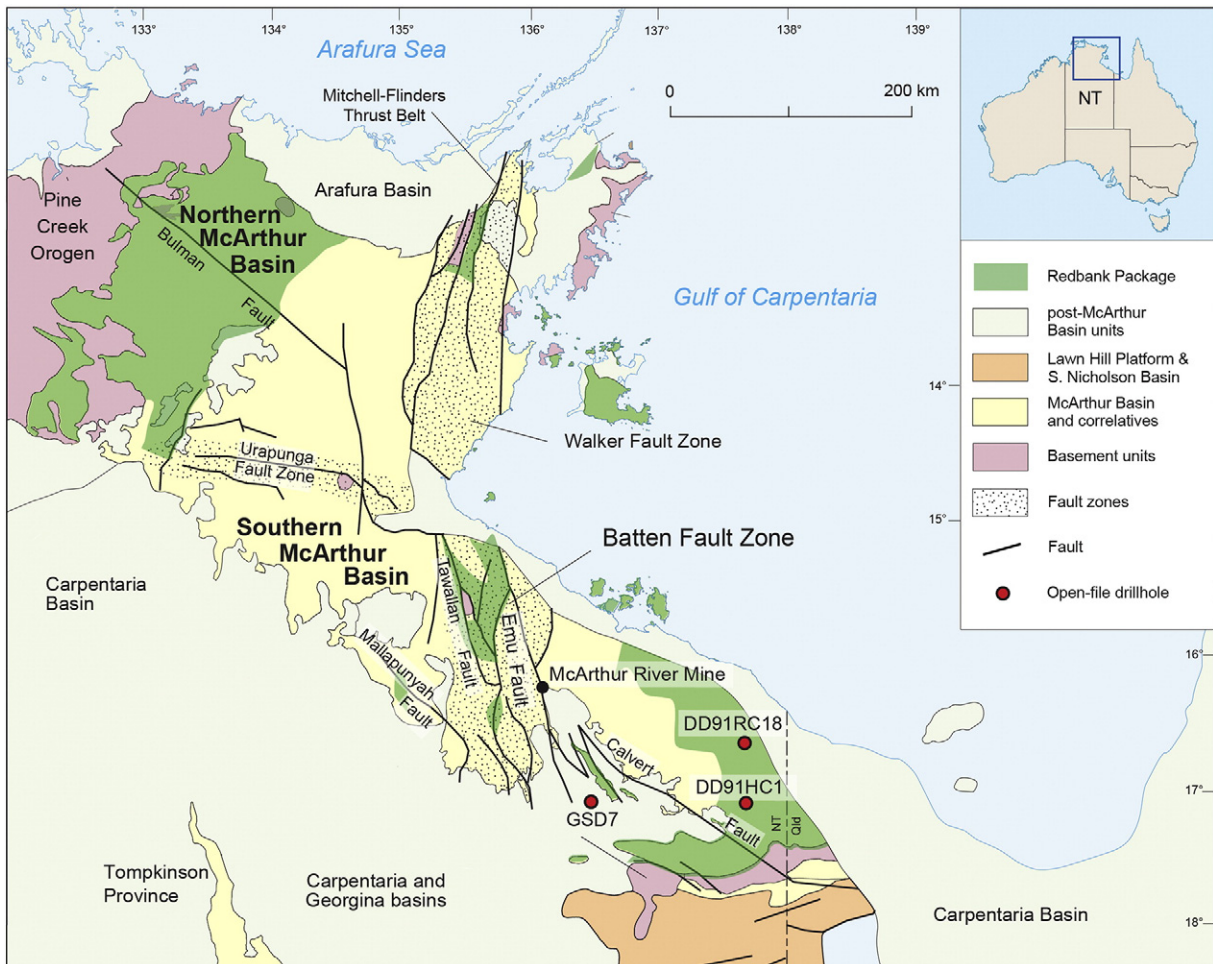 133°
134°
135°
136°
137°
138°
139°
Arafura Sea
Mitchell-Flinders
Thrust Belt
0
200 km
NT
Arafura Basin
Pine
Creek
Orogen
Northern
McArthur
Basin
Bulman
Fault
Gulf of Carpentaria
14°
Walker Fault Zone
Urapunga
Fault Zone
15°
Southern
McArthur
Basin
Batten Fault Zone
Carpentaria
Basin
Tawallah
Fault
Emu Fault
Mallapunyah
Fault
16°
McArthur River Mine
DD91RC18
Calvert
Fault
DD91HC1
17°
GSD7
NT
Qld
Tompkinson
Province
Carpentaria and
Georgina basins
Carpentaria Basin
18°
Redbank Package
post-McArthur
Basin units
Lawn Hill Platform &
S. Nicholson Basin
McArthur Basin
and correlatives
Basement units
Fault zones
Fault
Open-file drillhole